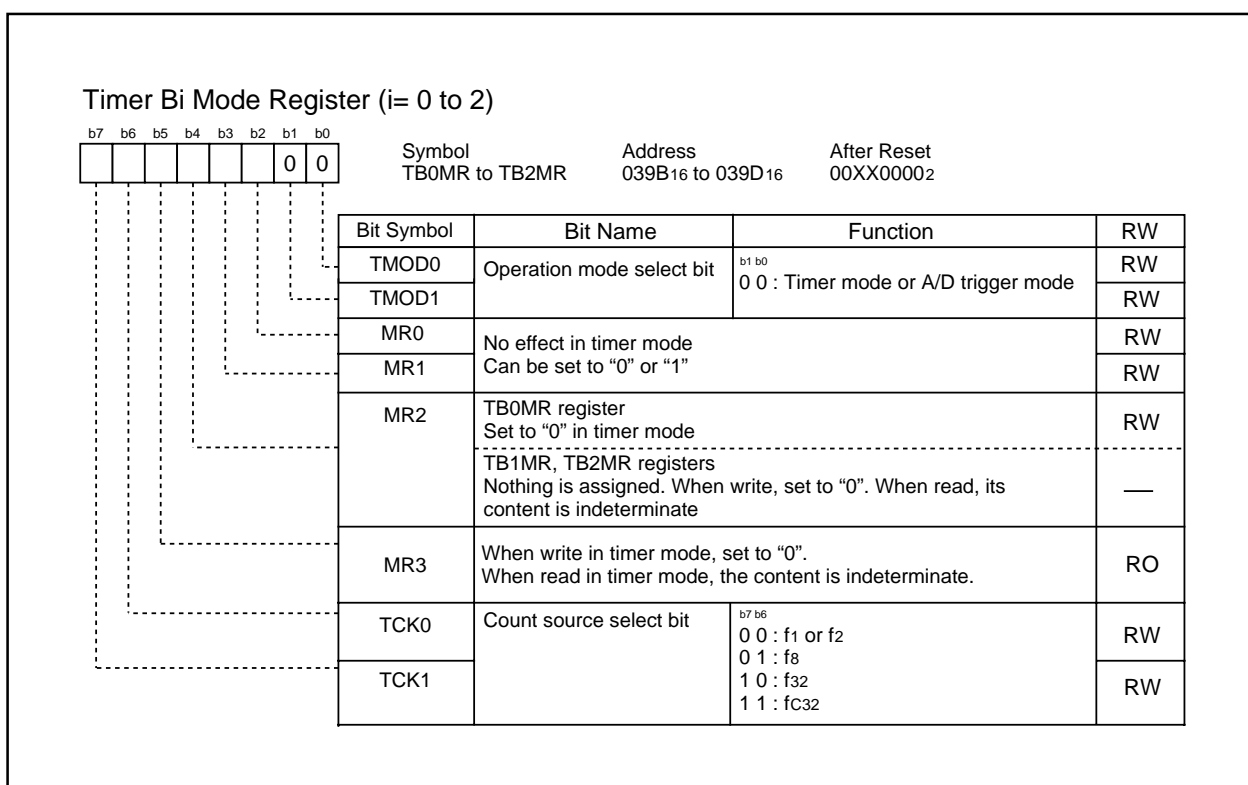 Timer Bi Mode Register (i= 0 to 2)
b7 b6 b5 b4 b3 b2 b1 b0
0 0
Symbol Address After Reset
TB0MR to TB2MR 039B16 to 039D16 00XX00002
Bit Symbol Bit Name Function RW
TMOD0 Operation mode select bit b1 b0 RW
0 0 : Timer mode or A/D trigger mode
TMOD1 RW
MR0 No effect in timer mode RW
MR1 Can be set to “0” or “1” RW
MR2 TB0MR register RW
Set to “0” in timer mode
TB1MR, TB2MR registers
Nothing is assigned. When write, set to “0”. When read, its —
content is indeterminate
MR3 When write in timer mode, set to “0”. RO
When read in timer mode, the content is indeterminate.
TCK0 Count source select bit b7 b6 RW
0 0 : f1 or f2
0 1 : f8
TCK1 1 0 : f32 RW
1 1 : fC32